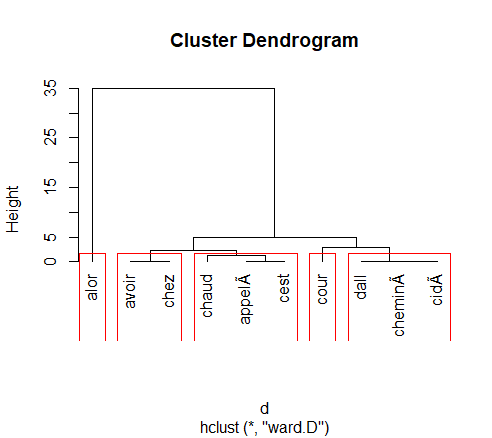 Cluster Dendrogram
Height
35
25
15
5
0
alor
avoir
chez
chaud
appelÃ
cest
cour
dall
cheminÃ
cidÃ
d
hclust (*, "ward.D")